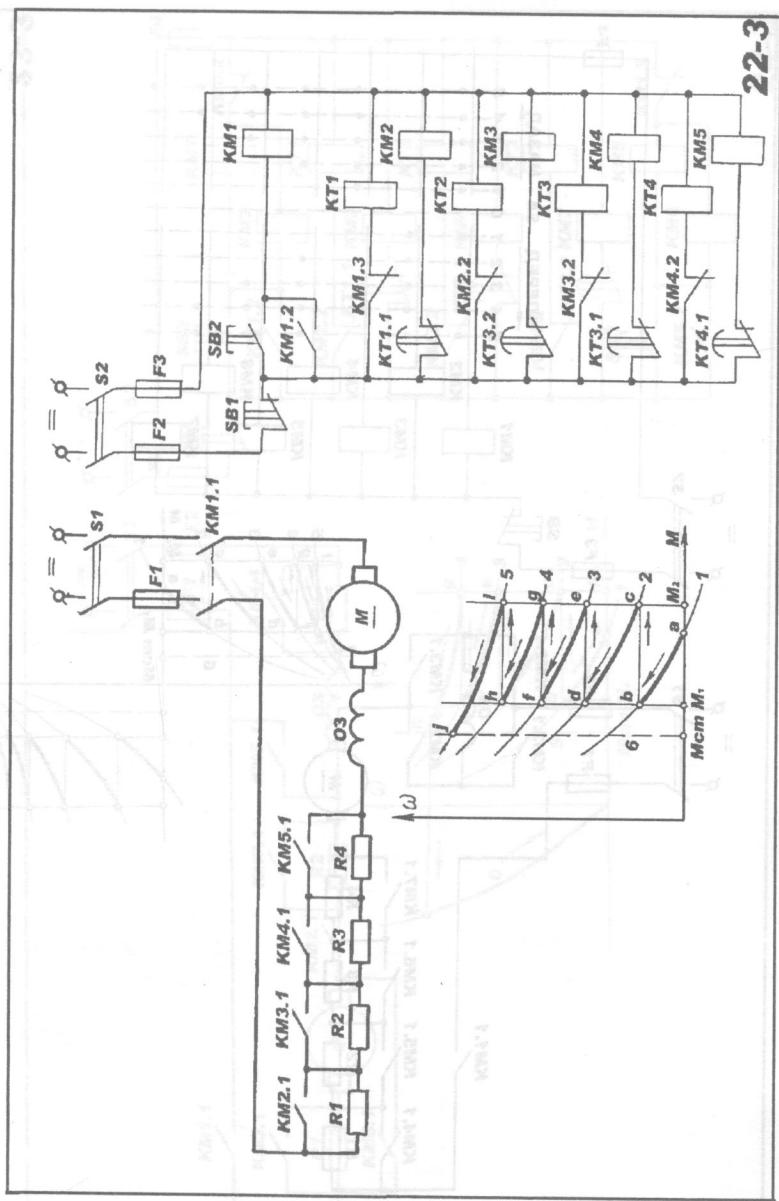 22-3
S1
F1
KM1.1
M
ОЗ
KM2.1
KM3.1
KM4.1
KM5.1
R1
R2
R3
R4
S2
F2
F3
SB1
SB2
KM1
KM1.2
KM1.3
KT1
KT1.1
KM2
KM2.2
KT2
KT3.2
KM3
KM3.2
KT3
KT3.1
KM4
KM4.2
KT4
KT4.1
KM5
ω
j
h
i
5
f
g
4
d
e
3
b
c
2
6
a
1
Mст
M₁
M₂
M